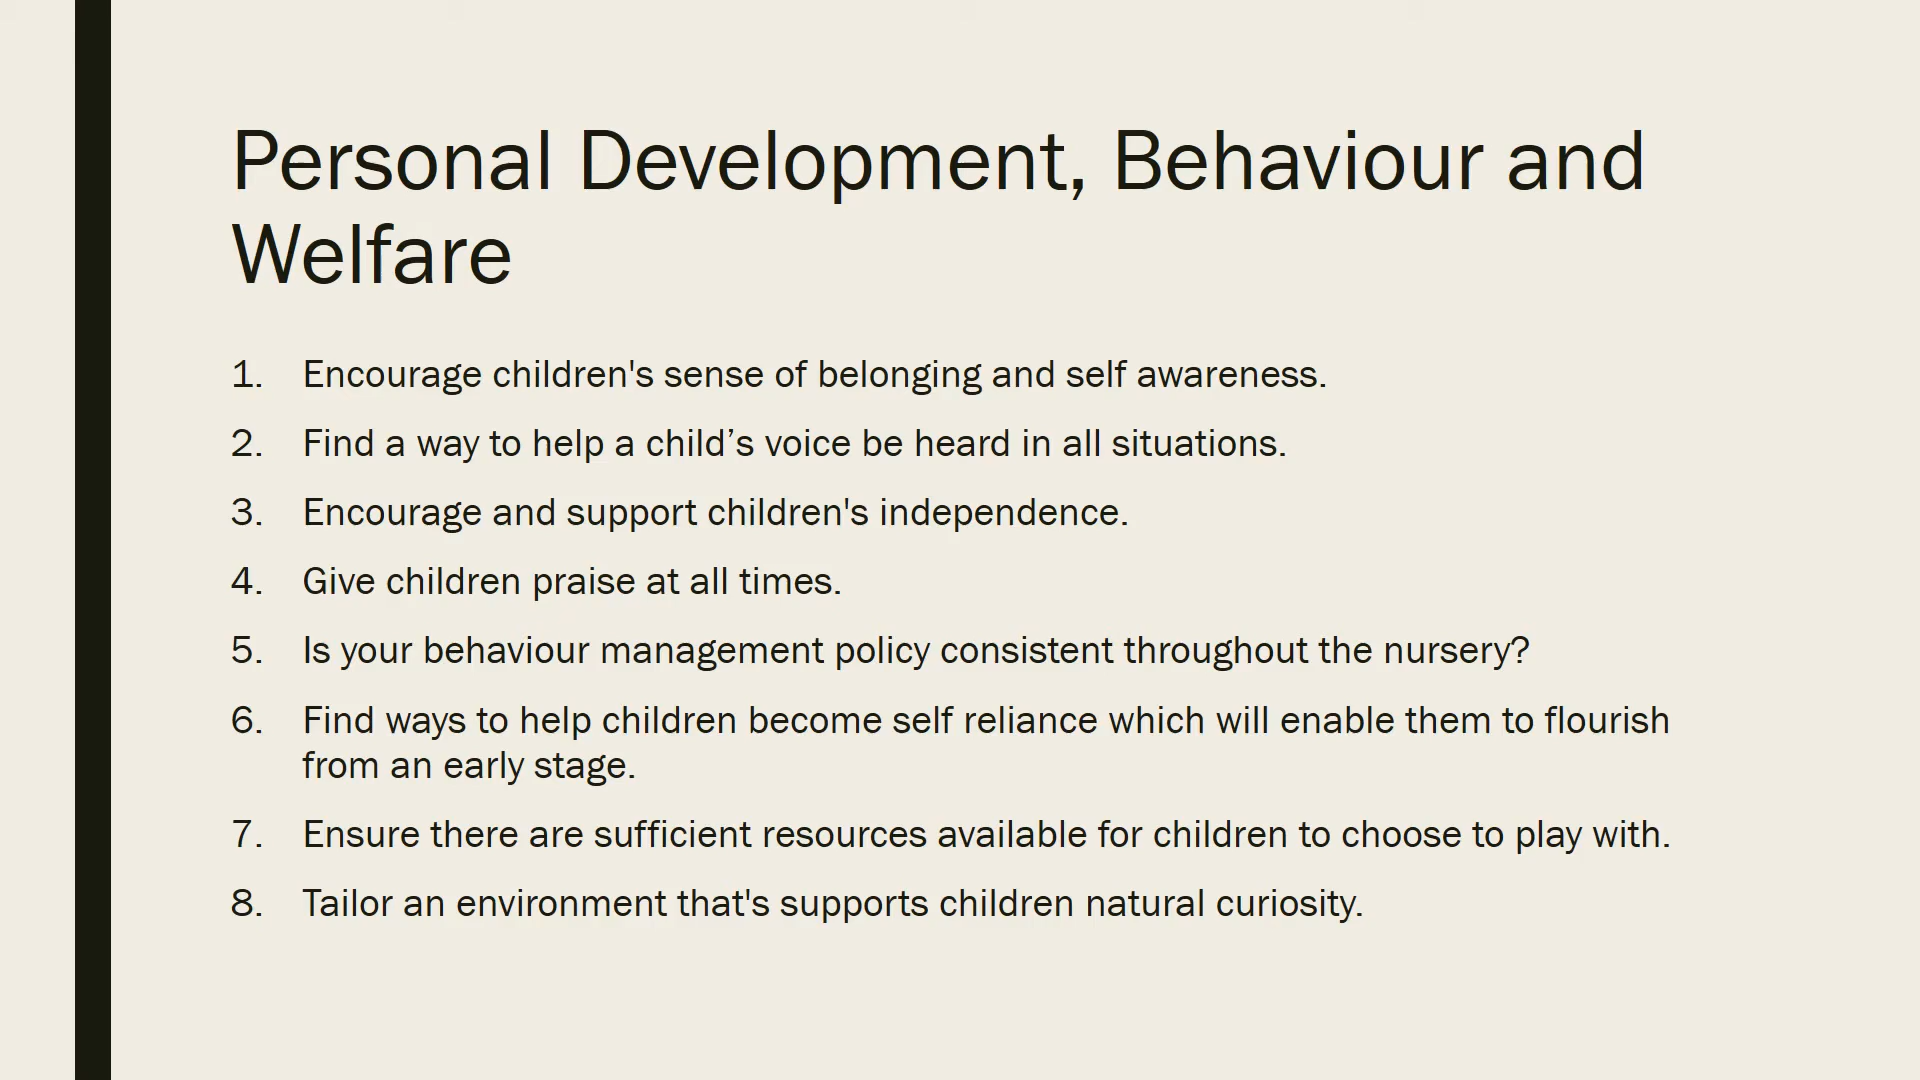 Personal Development, Behaviour and
Welfare
1. Encourage children's sense of belonging and self awareness.
2. Find a way to help a child’s voice be heard in all situations.
3. Encourage and support children's independence.
4. Give children praise at all times.
5. Is your behaviour management policy consistent throughout the nursery?
6. Find ways to help children become self reliance which will enable them to flourish
from an early stage.
7. Ensure there are sufficient resources available for children to choose to play with.
8. Tailor an environment that's supports children natural curiosity.